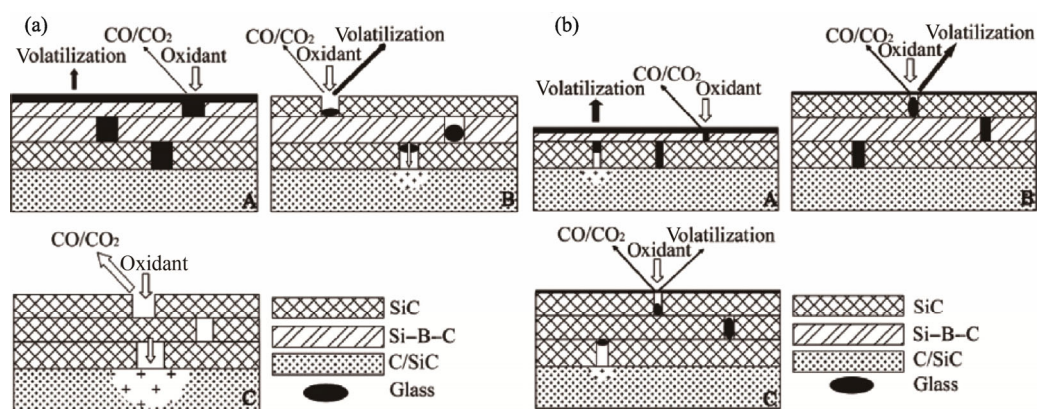 (a)
CO/CO₂
Volatilization
Oxidant
A
CO/CO₂
Volatilization
Oxidant
B
CO/CO₂
Oxidant
C
SiC
Si–B–C
C/SiC
Glass
(b)
CO/CO₂
Oxidant
Volatilization
A
CO/CO₂
Volatilization
Oxidant
B
CO/CO₂
Volatilization
Oxidant
C
SiC
Si–B–C
C/SiC
Glass